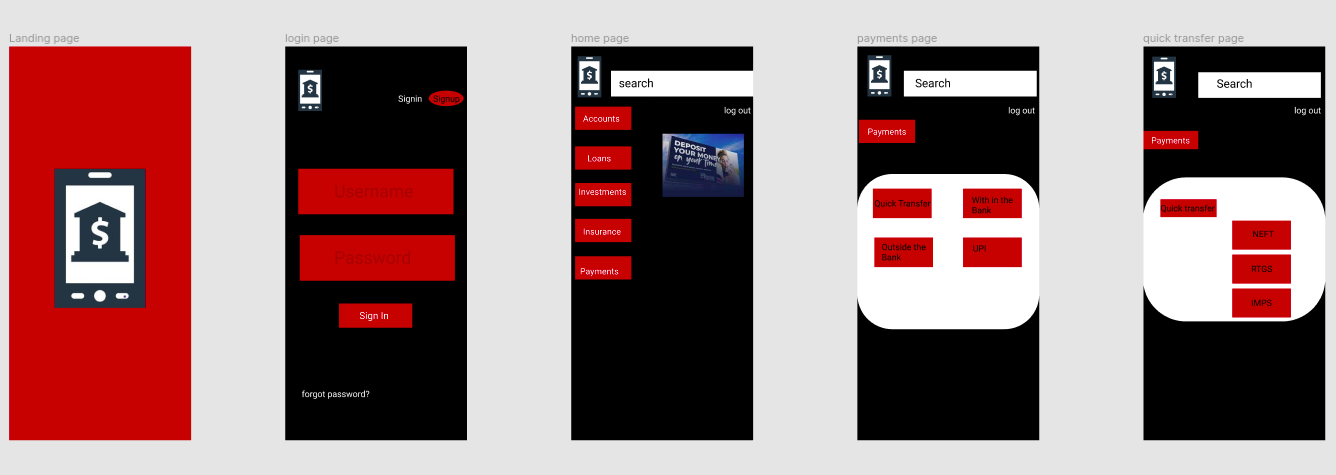 Landing page
$
login page
$
Signin
Signup
Username
Password
Sign In
forgot password?
home page
$
search
log out
Accounts
Loans
Investments
Insurance
Payments
DEPOSIT
YOUR MONEY
on your time
payments page
$
Search
log out
Payments
Quick Transfer
With in the
Bank
Outside the
Bank
UPI
quick transfer page
$
Search
log out
Payments
Quick transfer
NEFT
RTGS
IMPS